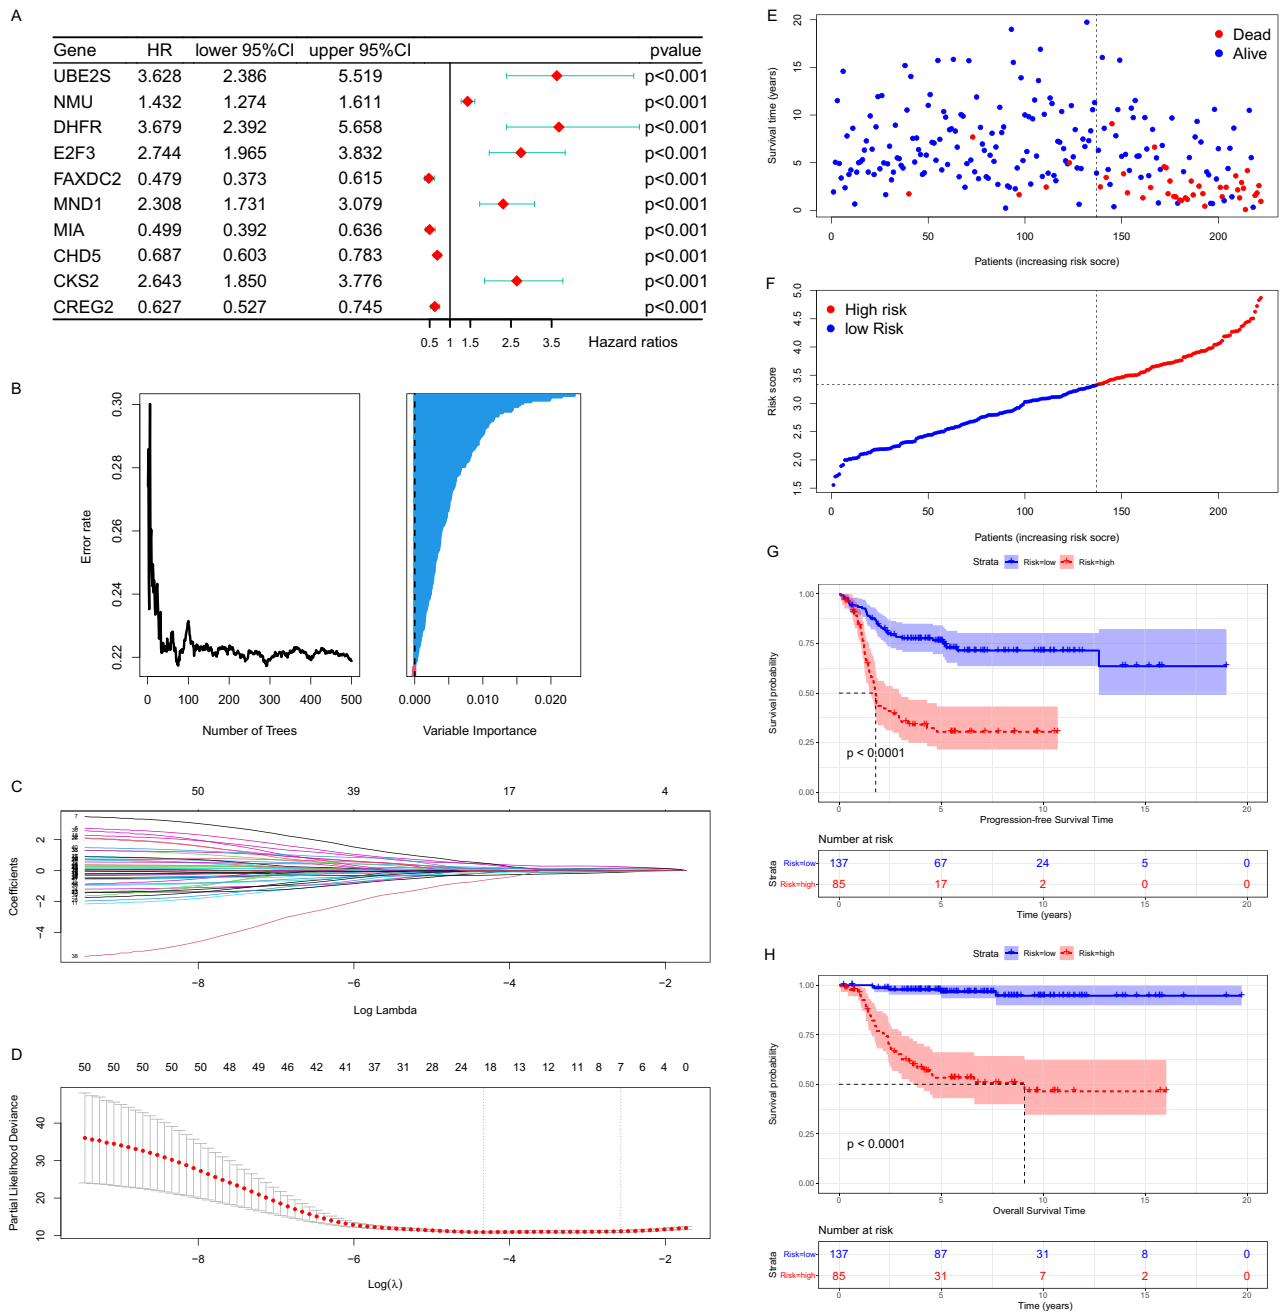 A
Gene HR lower 95%CI upper 95%CI pvalue
UBE2S 3.628 2.386 5.519 p<0.001
NMU 1.432 1.274 1.611 p<0.001
DHFR 3.679 2.392 5.658 p<0.001
E2F3 2.744 1.965 3.832 p<0.001
FAXDC2 0.479 0.373 0.615 p<0.001
MND1 2.308 1.731 3.079 p<0.001
MIA 0.499 0.392 0.636 p<0.001
CHD5 0.687 0.603 0.783 p<0.001
CKS2 2.643 1.850 3.776 p<0.001
CREG2 0.627 0.527 0.745 p<0.001
0.5 1 1.5 2.5 3.5 Hazard ratios
B
Error rate
0.30
0.28
0.26
0.24
0.22
0 100 200 300 400 500
Number of Trees
0.000 0.010 0.020
Variable Importance
C
50 39 17 4
Coefficients
2
0
−2
−4
7
38
−8 −6 −4 −2
Log Lambda
D
50 50 50 50 50 48 49 46 42 41 37 31 28 24 18 13 12 11 8 7 6 4 0
Partial Likelihood Deviance
40
30
20
10
−8 −6 −4 −2
Log(λ)
E
Survival time (years)
20
15
10
5
0
Dead
Alive
0 50 100 150 200
Patients (increasing risk socre)
F
Risk score
5.0
4.5
4.0
3.5
3.0
2.5
2.0
1.5
High risk
low Risk
0 50 100 150 200
Patients (increasing risk socre)
G
Strata Risk=low Risk=high
Survival probability
1.00
0.75
0.50
0.25
0.00
p < 0.0001
0 5 10 15 20
Progression-free Survival Time
Number at risk
Strata
Risk=low 137 67 24 5 0
Risk=high 85 17 2 0 0
0 5 10 15 20
Time (years)
H
Strata Risk=low Risk=high
Survival probability
1.00
0.75
0.50
0.25
0.00
p < 0.0001
0 5 10 15 20
Overall Survival Time
Number at risk
Strata
Risk=low 137 87 31 8 0
Risk=high 85 31 7 2 0
0 5 10 15 20
Time (years)